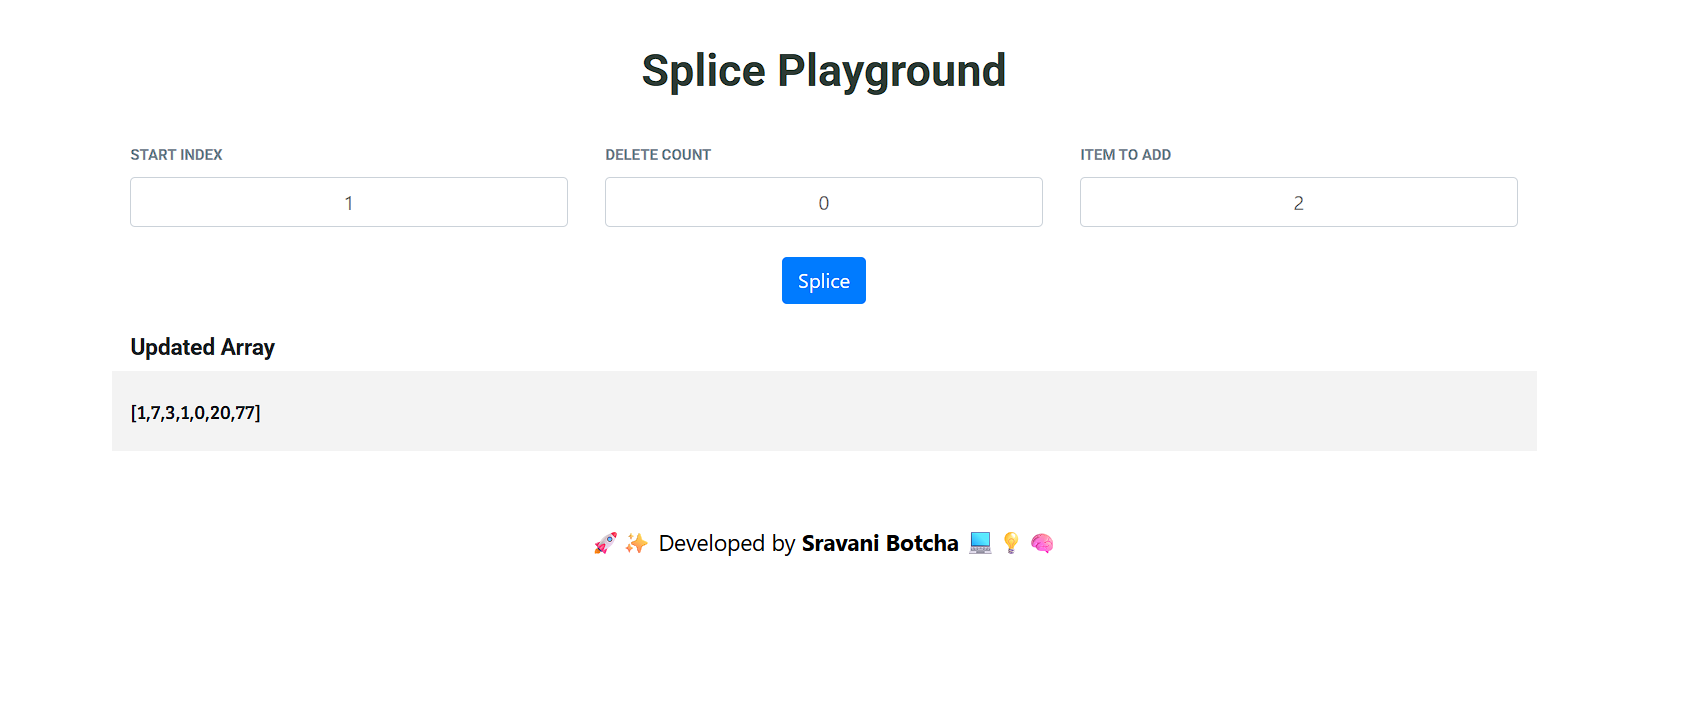 Splice Playground
START INDEX
DELETE COUNT
ITEM TO ADD
1
0
2
Splice
Updated Array
[1,7,3,1,0,20,77]
🚀 ✨ Developed by Sravani Botcha 💻 💡 🧠